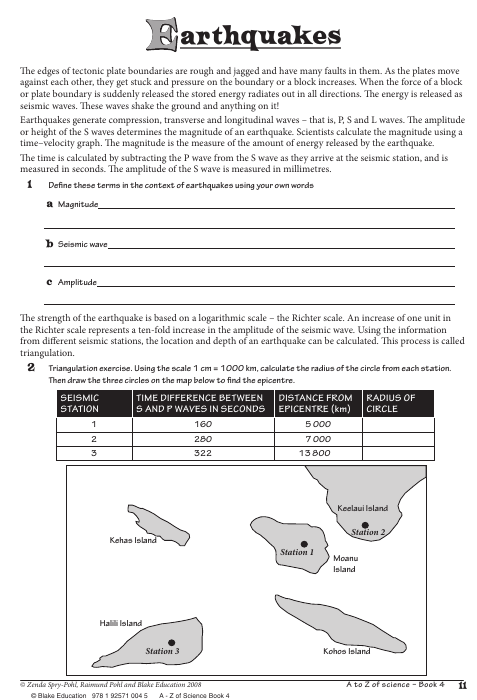 Earthquakes
The edges of tectonic plate boundaries are rough and jagged and have many faults in them. As the plates move
against each other, they get stuck and pressure on the boundary or a block increases. When the force of a block
or plate boundary is suddenly released the stored energy radiates out in all directions. The energy is released as
seismic waves. These waves shake the ground and anything on it!
Earthquakes generate compression, transverse and longitudinal waves – that is, P, S and L waves. The amplitude
or height of the S waves determines the magnitude of an earthquake. Scientists calculate the magnitude using a
time–velocity graph. The magnitude is the measure of the amount of energy released by the earthquake.
The time is calculated by subtracting the P wave from the S wave as they arrive at the seismic station, and is
measured in seconds. The amplitude of the S wave is measured in millimetres.
1 Define these terms in the context of earthquakes using your own words
a Magnitude
b Seismic wave
c Amplitude
The strength of the earthquake is based on a logarithmic scale – the Richter scale. An increase of one unit in
the Richter scale represents a ten-fold increase in the amplitude of the seismic wave. Using the information
from different seismic stations, the location and depth of an earthquake can be calculated. This process is called
triangulation.
2 Triangulation exercise. Using the scale 1 cm = 1000 km, calculate the radius of the circle from each station.
Then draw the three circles on the map below to find the epicentre.
SEISMIC STATION TIME DIFFERENCE BETWEEN S AND P WAVES IN SECONDS DISTANCE FROM EPICENTRE (km) RADIUS OF CIRCLE
1 160 5 000
2 280 7 000
3 322 13 800
Keelaui Island
Station 2
Kehas Island
Station 1
Moanu
Island
Halili Island
Station 3
Kohos Island
© Zenda Spry-Pohl, Raimund Pohl and Blake Education 2008
A to Z of science – Book 4 11
© Blake Education 978 1 92571 004 5 A - Z of Science Book 4